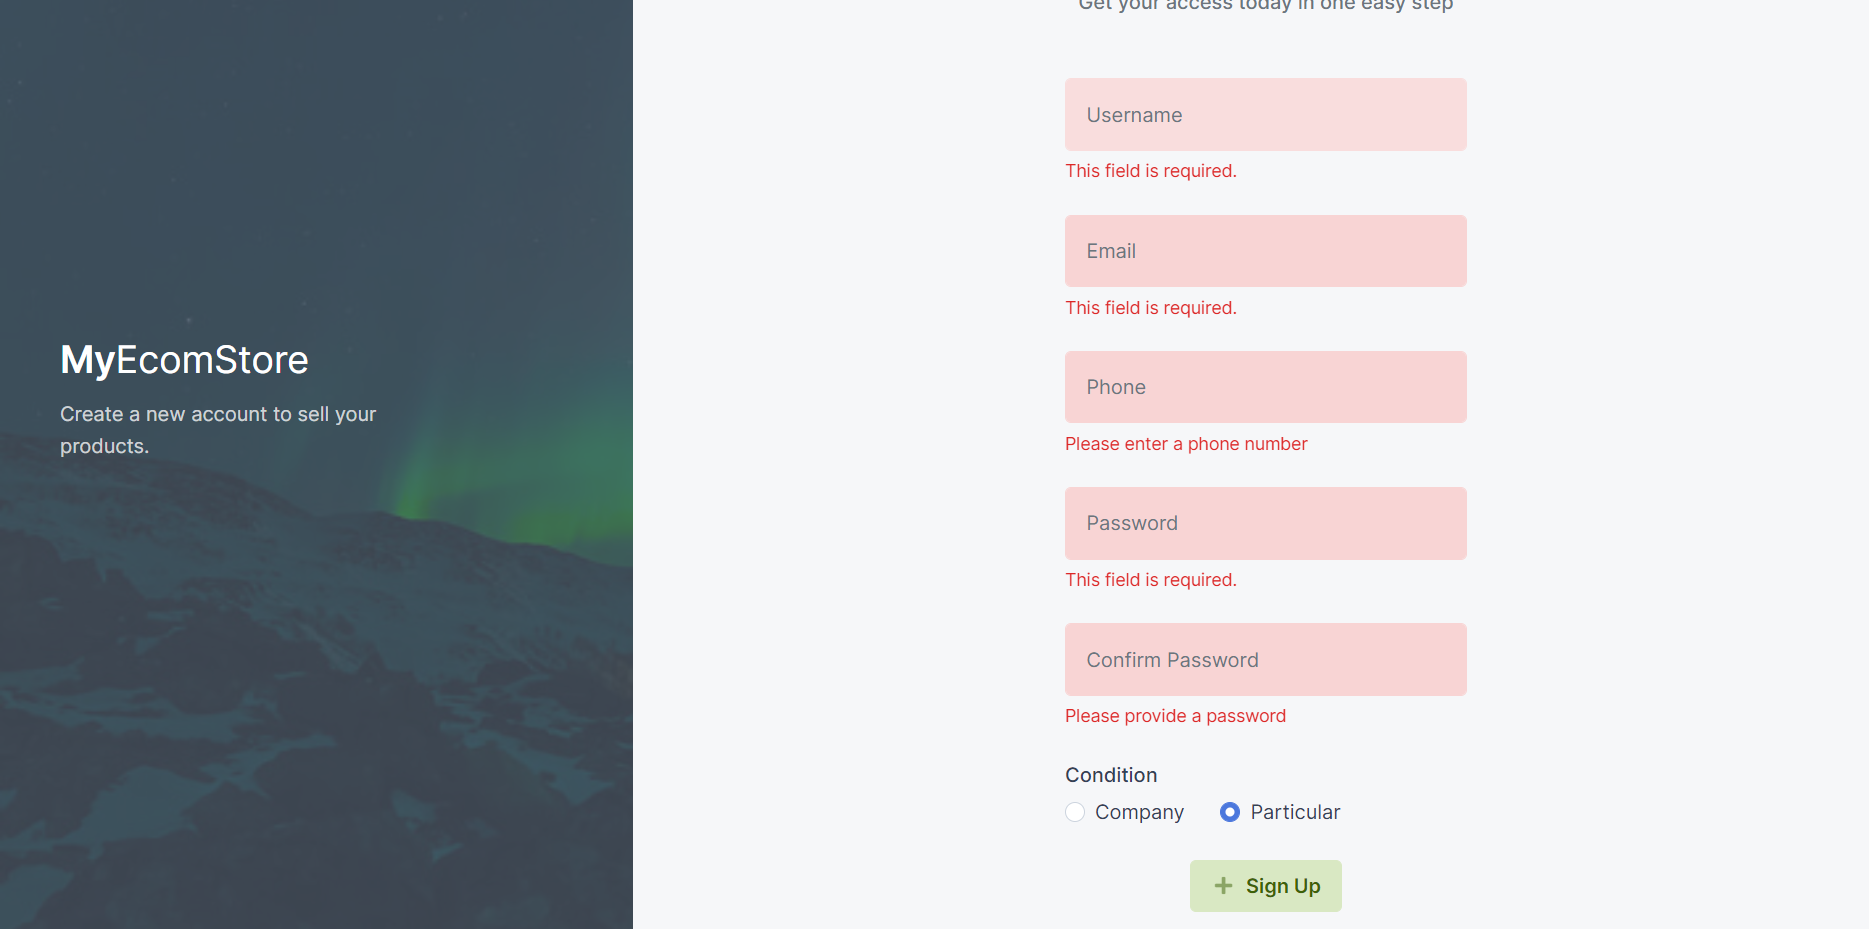 MyEcomStore
Create a new account to sell your
products.
Get your access today in one easy step
Username
This field is required.
Email
This field is required.
Phone
Please enter a phone number
Password
This field is required.
Confirm Password
Please provide a password
Condition
Company
Particular
Sign Up